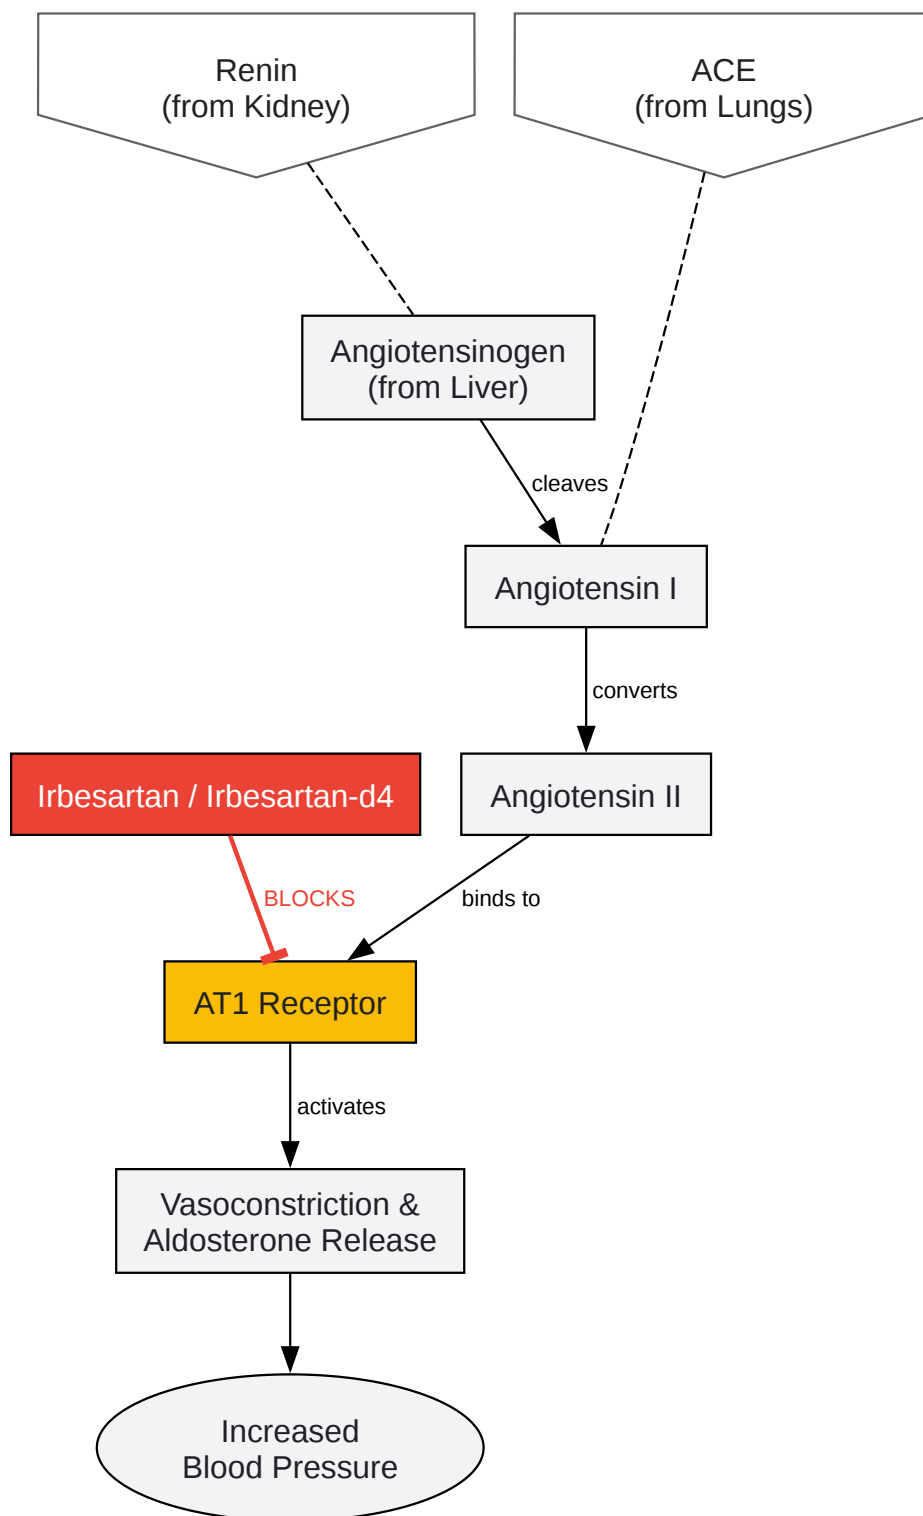 Renin
(from Kidney)
ACE
(from Lungs)
Angiotensinogen
(from Liver)
cleaves
Angiotensin I
converts
Irbesartan / Irbesartan-d4
Angiotensin II
BLOCKS
binds to
AT1 Receptor
activates
Vasoconstriction &
Aldosterone Release
Increased
Blood Pressure